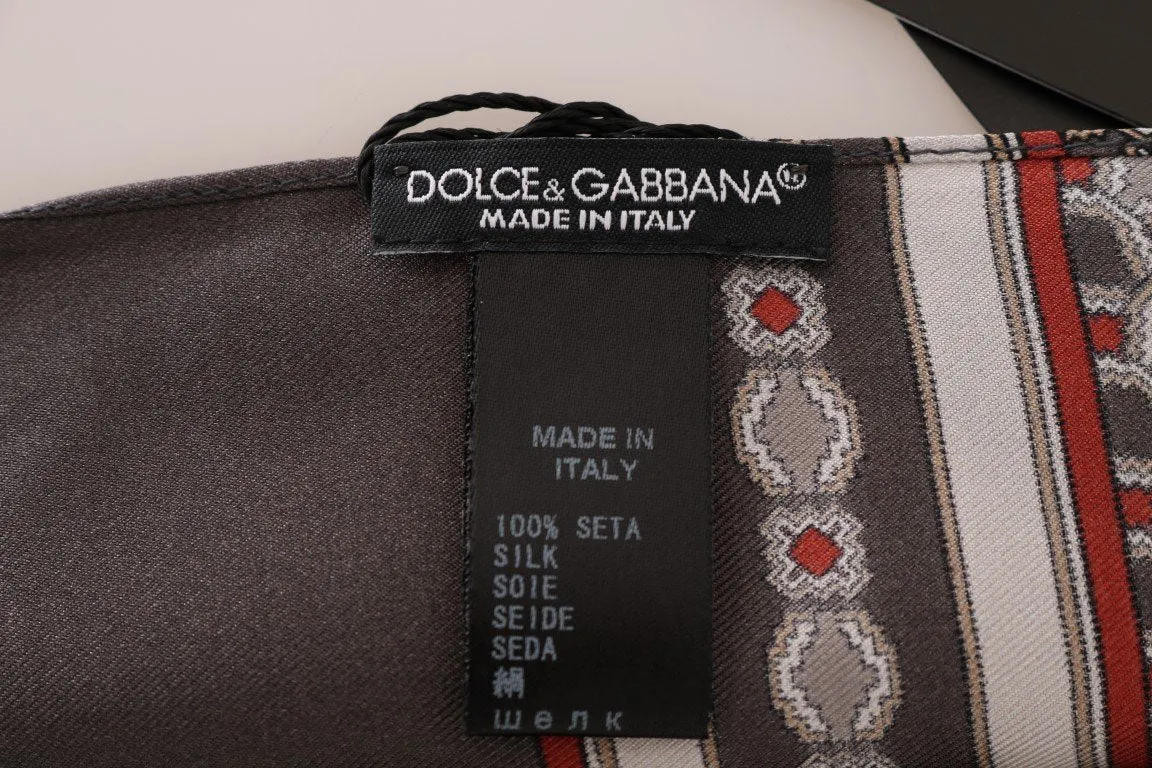 DOLCE&GABBANA
MADE IN ITALY
MADE IN
ITALY
100% SETA
SILK
SOIE
SEIDE
SEDA
絹
шелк